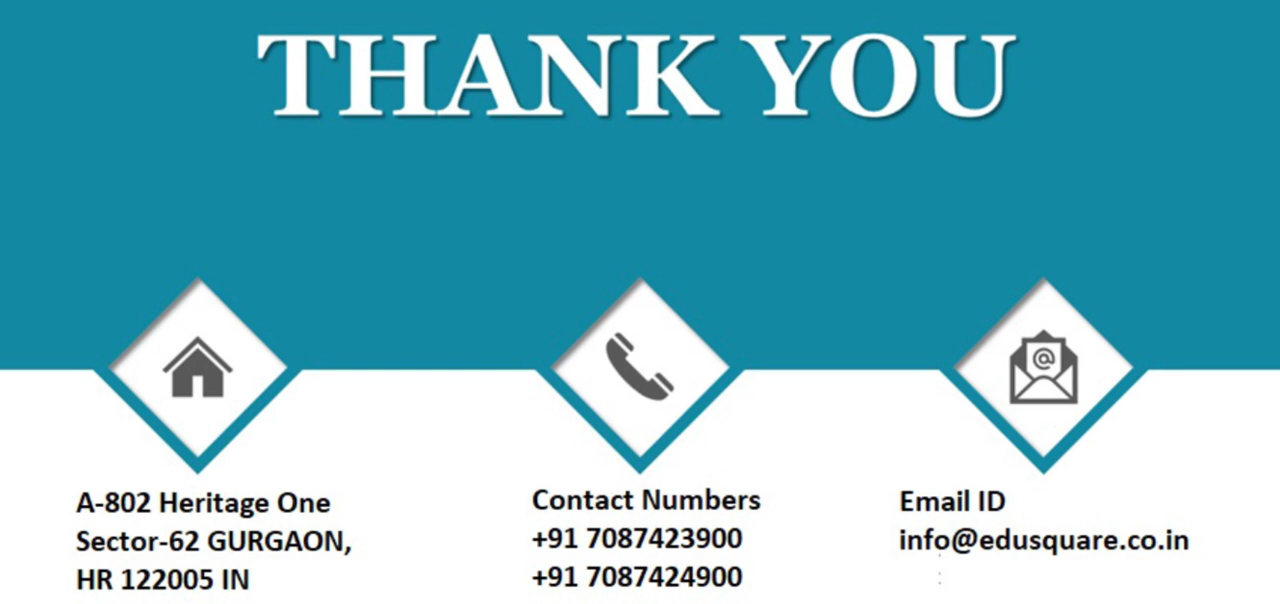 THANK YOU
A-802 Heritage One
Sector-62 GURGAON,
HR 122005 IN
Contact Numbers
+91 7087423900
+91 7087424900
Email ID
info@edusquare.co.in